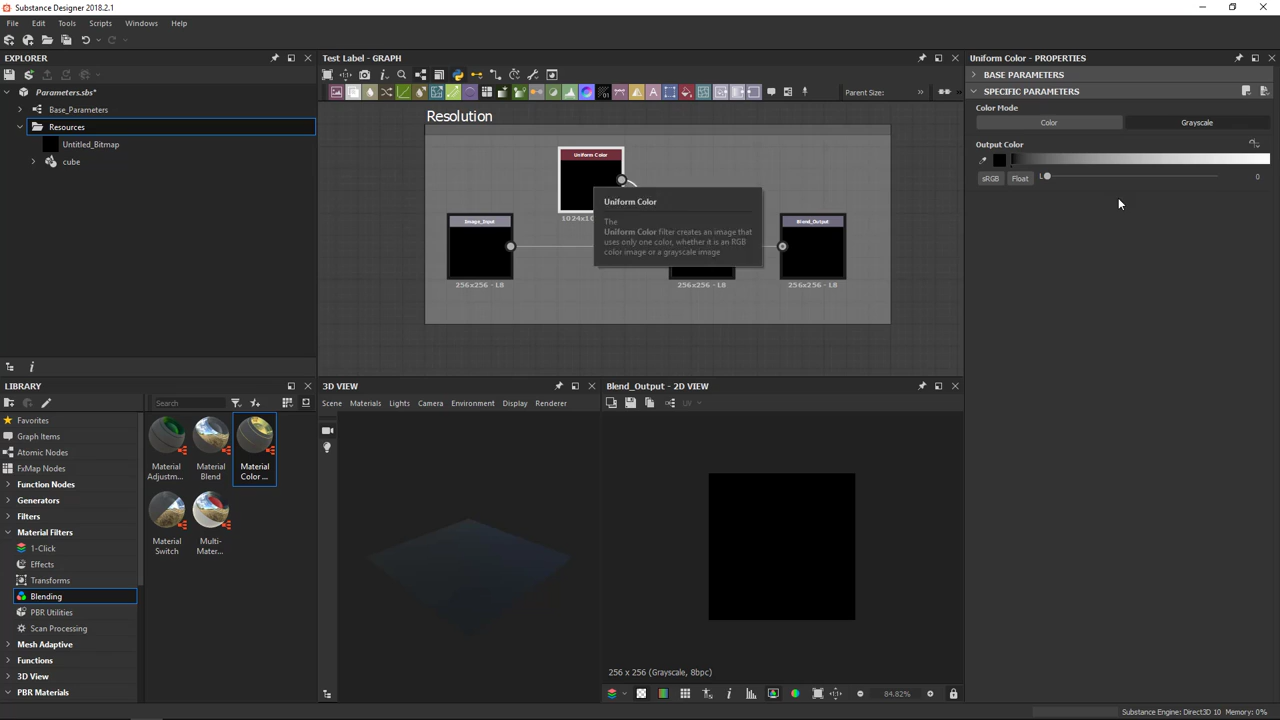 Substance Designer 2018.2.1
File Edit Tools Scripts Windows Help
EXPLORER
Parameters.sbs*
Base_Parameters
Resources
Untitled_Bitmap
cube
LIBRARY
Search
Favorites
Graph Items
Atomic Nodes
FxMap Nodes
Function Nodes
Generators
Filters
Material Filters
1-Click
Effects
Transforms
Blending
PBR Utilities
Scan Processing
Mesh Adaptive
Functions
3D View
PBR Materials
Material
Adjustm...
Material
Blend
Material
Color ...
Material
Switch
Multi-
Mater...
Test Label - GRAPH
Parent Size:
Resolution
Uniform Color
Image_Input
256x256 - L8
Uniform Color
The
Uniform Color filter creates an image that
uses only one color, whether it is an RGB
color image or a grayscale image
256x256 - L8
Blend_Output
256x256 - L8
3D VIEW
Scene Materials Lights Camera Environment Display Renderer
Blend_Output - 2D VIEW
UV
256 x 256 (Grayscale, 8bpc)
84.82%
Uniform Color - PROPERTIES
BASE PARAMETERS
SPECIFIC PARAMETERS
Color Mode
Color Grayscale
Output Color
sRGB Float L 0
Substance Engine: Direct3D 10 Memory: 0%